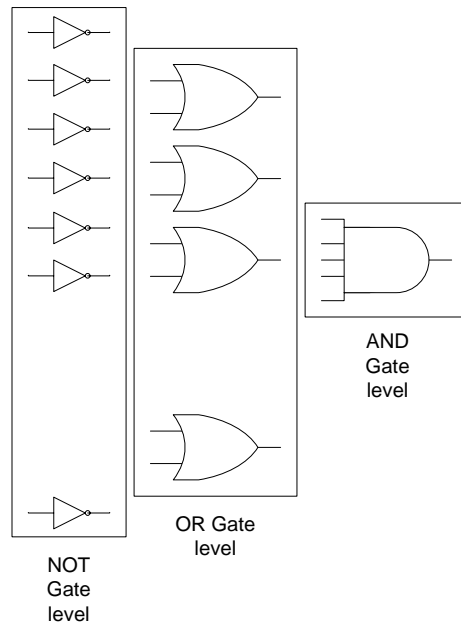 AND
Gate
level
OR Gate
level
NOT
Gate
level